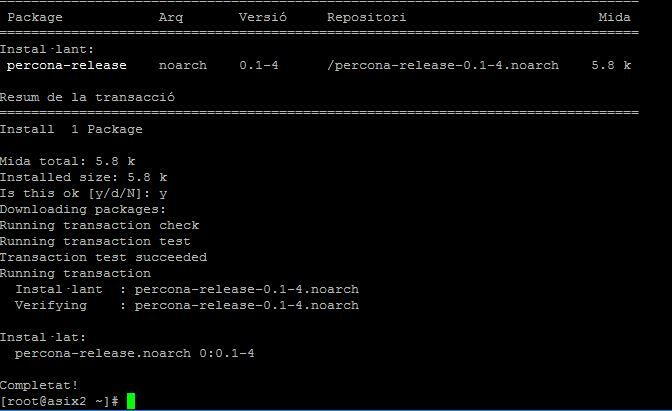 Package Arq Versió Repositori Mida
Instal·lant:
percona-release noarch 0.1-4 /percona-release-0.1-4.noarch 5.8 k
Resum de la transacció
Install 1 Package
Mida total: 5.8 k
Installed size: 5.8 k
Is this ok [y/d/N]: y
Downloading packages:
Running transaction check
Running transaction test
Transaction test succeeded
Running transaction
Instal·lant : percona-release-0.1-4.noarch
Verifying : percona-release-0.1-4.noarch
Instal·lat:
percona-release.noarch 0:0.1-4
Completat!
[root@asix2 ~]#